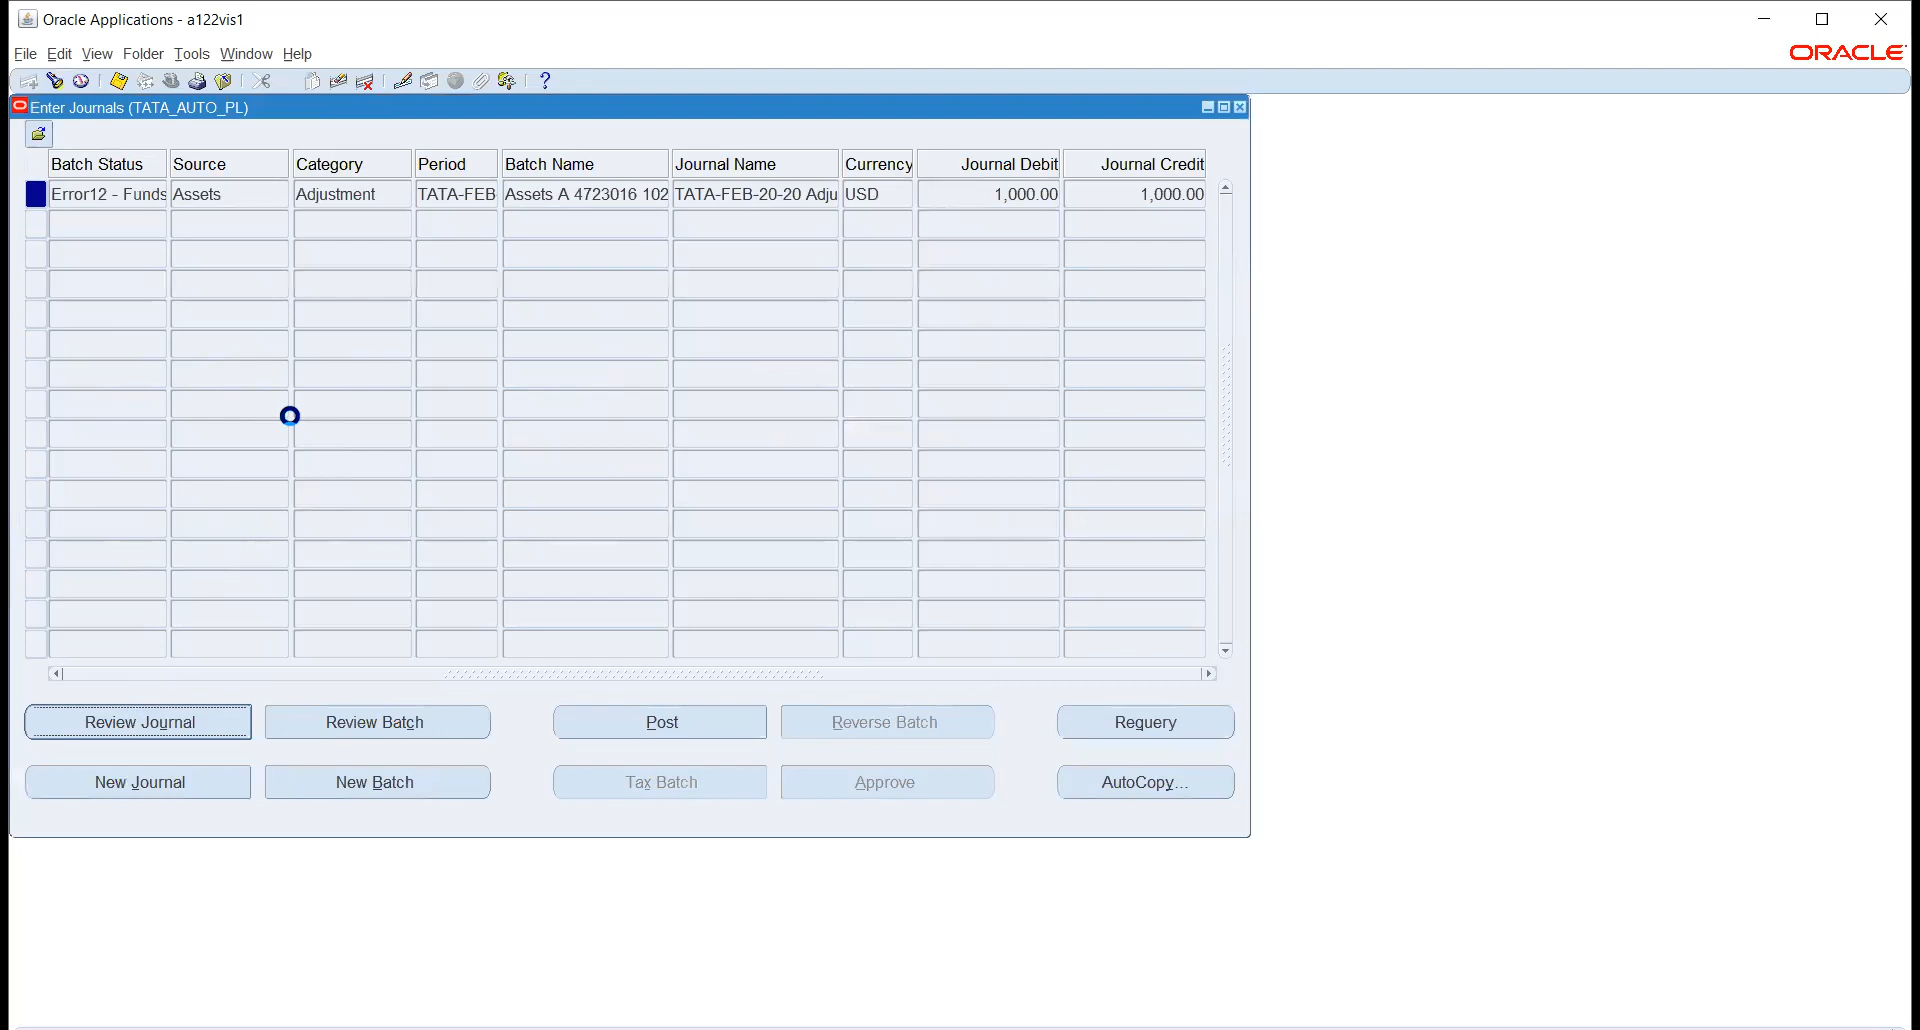 Oracle Applications - a122vis1
File Edit View Folder Tools Window Help
ORACLE
Enter Journals (TATA_AUTO_PL)
Batch Status Source Category Period Batch Name Journal Name Currency Journal Debit Journal Credit
Error12 - Funds Assets Adjustment TATA-FEB Assets A 4723016 102 TATA-FEB-20-20 Adju USD 1,000.00 1,000.00
Review Journal Review Batch Post Reverse Batch Requery
New Journal New Batch Tax Batch Approve AutoCopy...